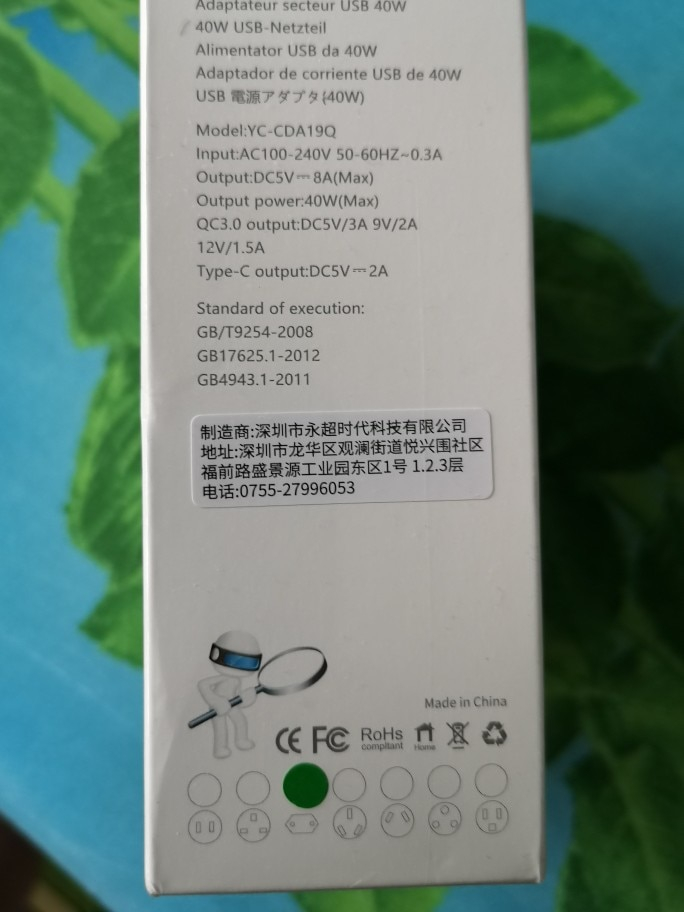 Adaptateur secteur USB 40W
40W USB-Netzteil
Alimentator USB da 40W
Adaptador de corriente USB de 40W
USB 電源アダプタ(40W)
Model:YC-CDA19Q
Input:AC100-240V 50-60HZ~0.3A
Output:DC5V⎓8A(Max)
Output power:40W(Max)
QC3.0 output:DC5V/3A 9V/2A
12V/1.5A
Type-C output:DC5V⎓2A
Standard of execution:
GB/T9254-2008
GB17625.1-2012
GB4943.1-2011
制造商:深圳市永超时代科技有限公司
地址:深圳市龙华区观澜街道悦兴围社区
福前路盛景源工业园东区1号 1.2.3层
电话:0755-27996053
Made in China
CE FC RoHS compliant Home